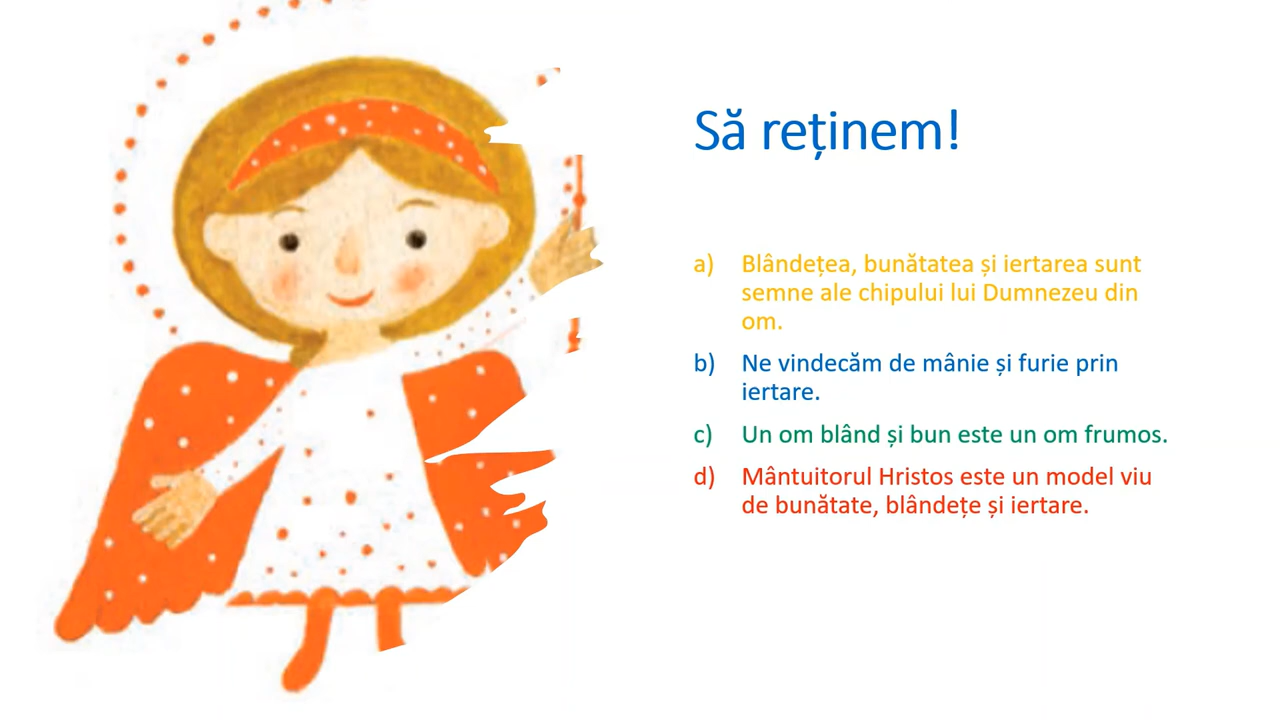 Să reținem!
a) Blândețea, bunătatea și iertarea sunt
semne ale chipului lui Dumnezeu din
om.
b) Ne vindecăm de mânie și furie prin
iertare.
c) Un om blând și bun este un om frumos.
d) Mântuitorul Hristos este un model viu
de bunătate, blândețe și iertare.